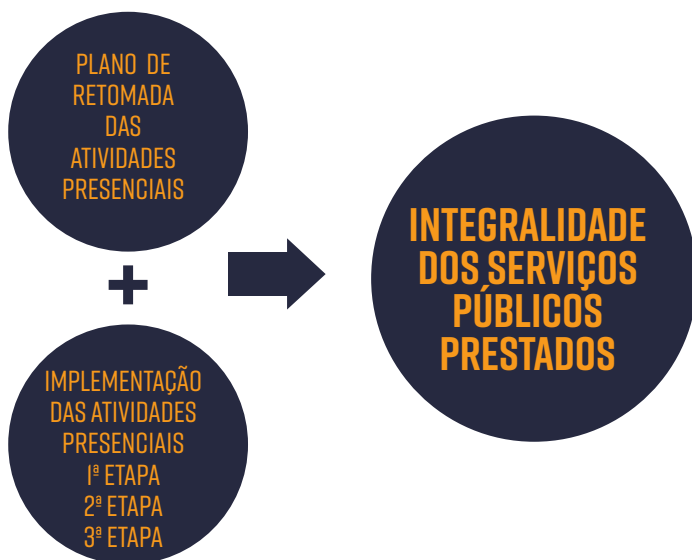 PLANO DE
RETOMADA
DAS
ATIVIDADES
PRESENCIAIS
+
IMPLEMENTAÇÃO
DAS ATIVIDADES
PRESENCIAIS
1ª ETAPA
2ª ETAPA
3ª ETAPA
INTEGRALIDADE
DOS SERVIÇOS
PÚBLICOS
PRESTADOS